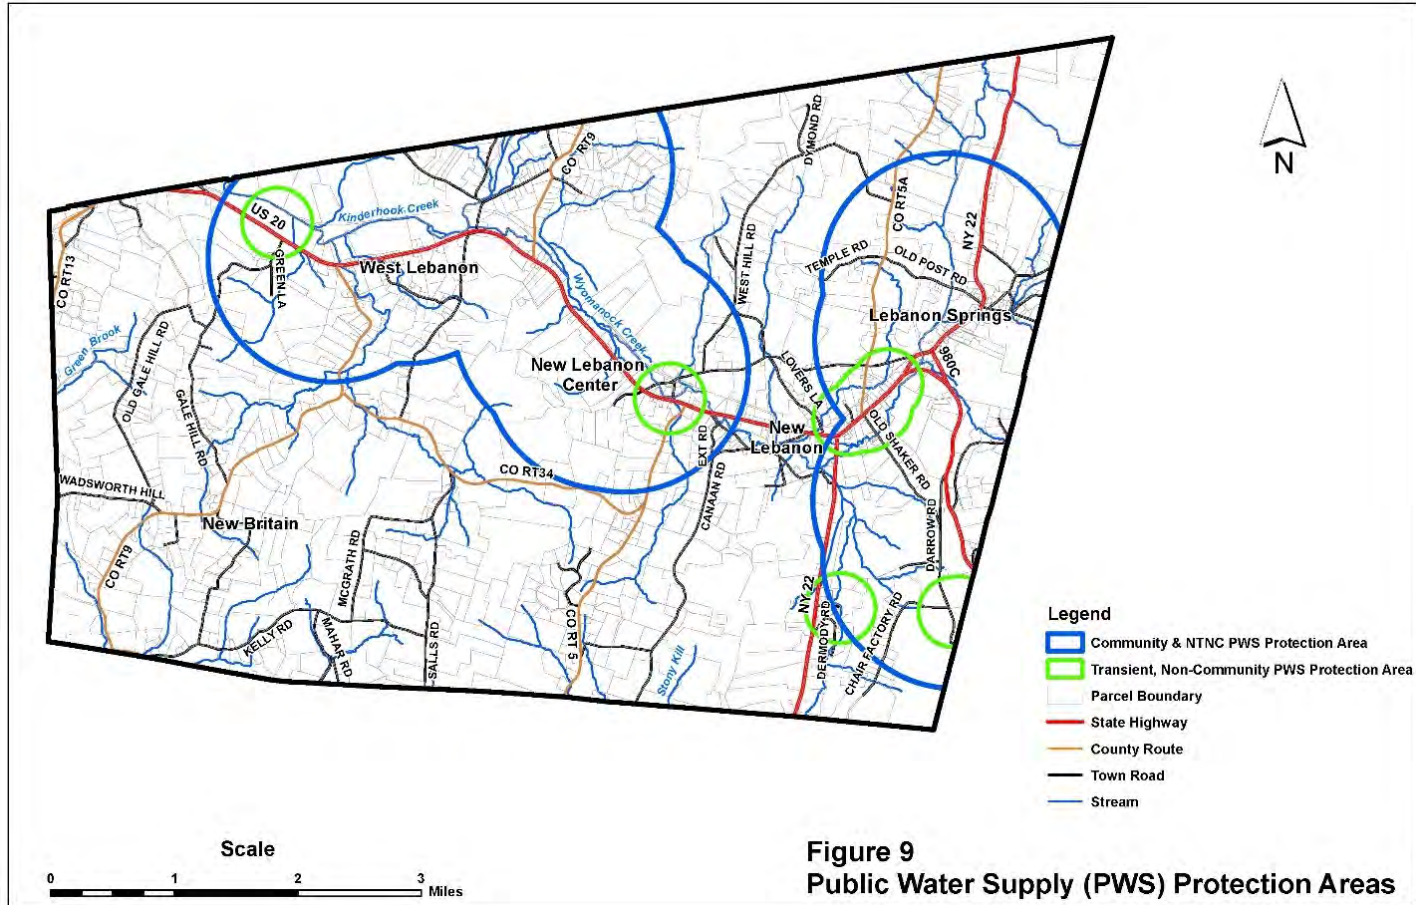 DYMOND RD
CO RT9
CO RT5A
N
US 20
Kinderhook Creek
NY 22
WEST HILL RD
TEMPLE RD
OLD POST RD
CO RT13
GREEN LA
West Lebanon
Wyomanock Creek
Lebanon Springs
Green Brook
OLD GALE HILL RD
New Lebanon
Center
LOVERS LA
980C
GALE HILL RD
New
Lebanon
OLD SHAKER RD
EXT RD
CO RT34
CANAAN RD
WADSWORTH HILL
New Britain
DARROW RD
CO RT9
MCGRATH RD
NY 22
KELLY RD
MAHAR RD
SALLS RD
CO RT 5
Stony Kill
DERMODY RD
CHAIR FACTORY RD
Legend
Community & NTNC PWS Protection Area
Transient, Non-Community PWS Protection Area
Parcel Boundary
State Highway
County Route
Town Road
Stream
Scale
0 1 2 3
Miles
Figure 9
Public Water Supply (PWS) Protection Areas